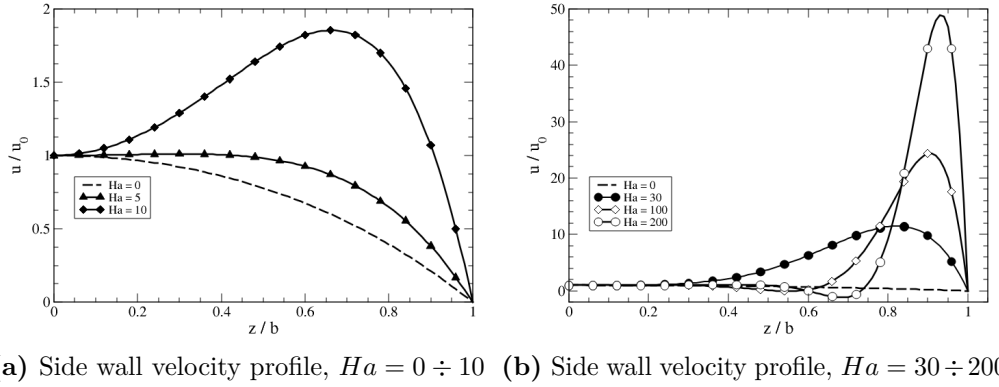 2
1.5
1
0.5
0
u / u0
Ha = 0
Ha = 5
Ha = 10
0 0.2 0.4 0.6 0.8 1
z / b
50
40
30
20
10
0
u / u0
Ha = 0
Ha = 30
Ha = 100
Ha = 200
0 0.2 0.4 0.6 0.8 1
z / b
a) Side wall velocity profile, Ha = 0 ÷ 10
(b) Side wall velocity profile, Ha = 30 ÷ 200